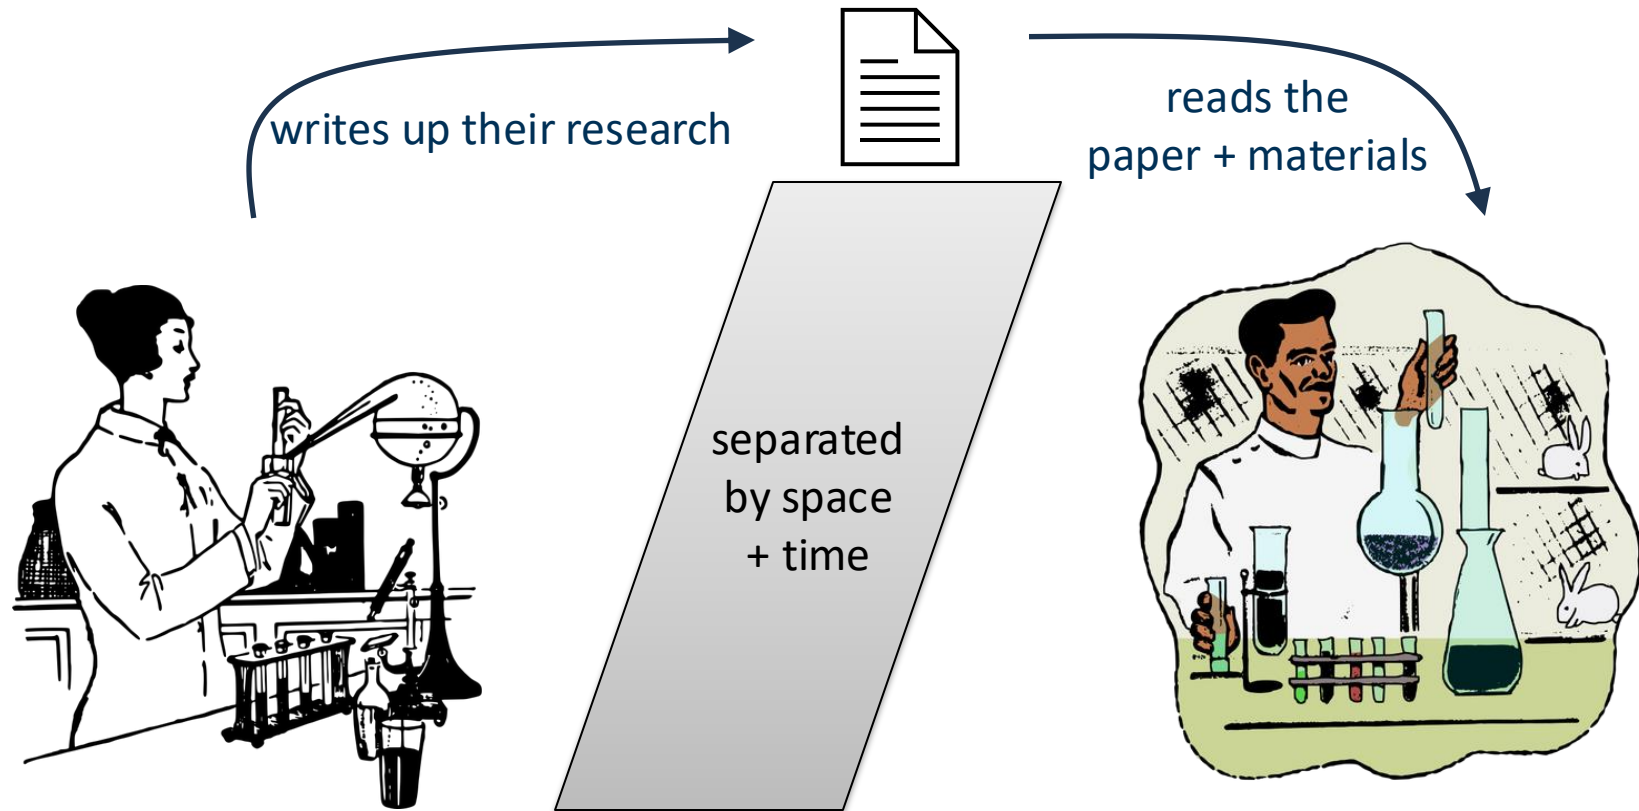 writes up their research
reads the
paper + materials
separated
by space
+ time